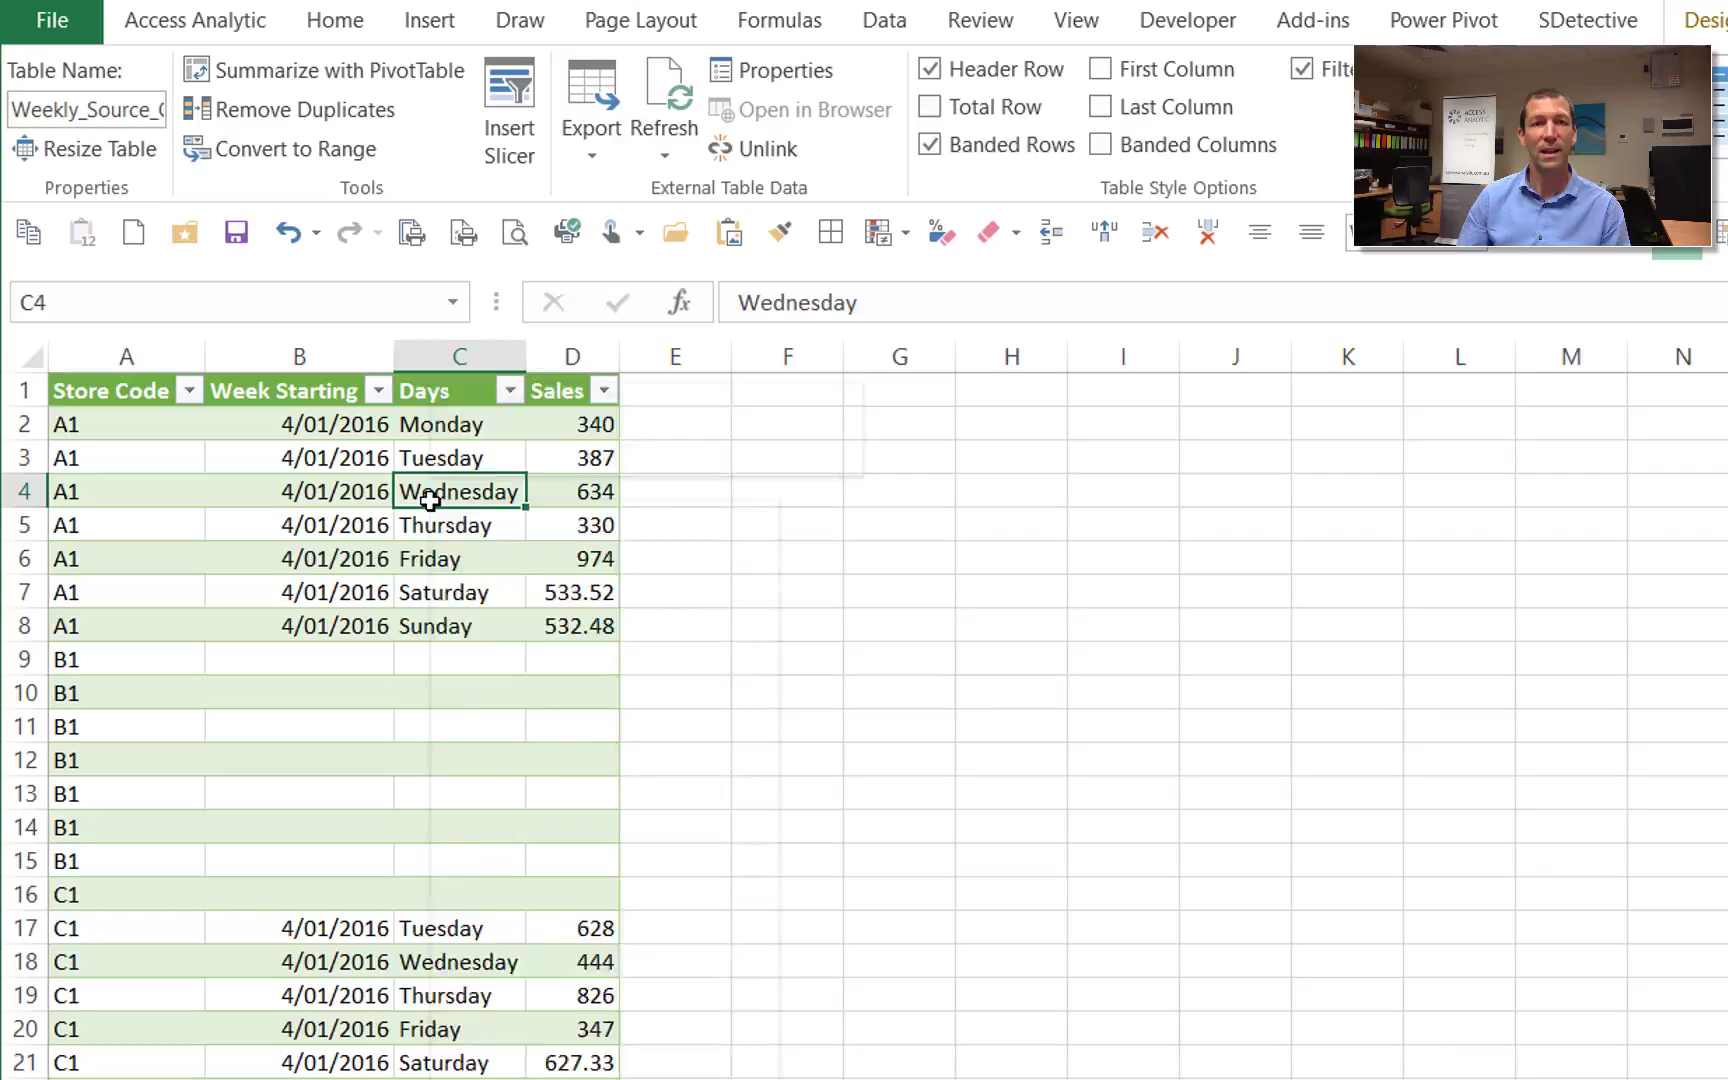 File Access Analytic Home Insert Draw Page Layout Formulas Data Review View Developer Add-ins Power Pivot SDetective
Table Name:
Weekly_Source_
Resize Table
Properties
Summarize with PivotTable
Remove Duplicates
Convert to Range
Tools
Insert
Slicer
Export
Refresh
Properties
Open in Browser
Unlink
External Table Data
Header Row
Total Row
Banded Rows
First Column
Last Column
Banded Columns
Table Style Options
ACCESS
12
C4
fx
Wednesday
A B C D E F G H I J K L M N
1 Store Code Week Starting Days Sales
2 A1 4/01/2016 Monday 340
3 A1 4/01/2016 Tuesday 387
4 A1 4/01/2016 Wednesday 634
5 A1 4/01/2016 Thursday 330
6 A1 4/01/2016 Friday 974
7 A1 4/01/2016 Saturday 533.52
8 A1 4/01/2016 Sunday 532.48
9 B1
10 B1
11 B1
12 B1
13 B1
14 B1
15 B1
16 C1
17 C1 4/01/2016 Tuesday 628
18 C1 4/01/2016 Wednesday 444
19 C1 4/01/2016 Thursday 826
20 C1 4/01/2016 Friday 347
21 C1 4/01/2016 Saturday 627.33